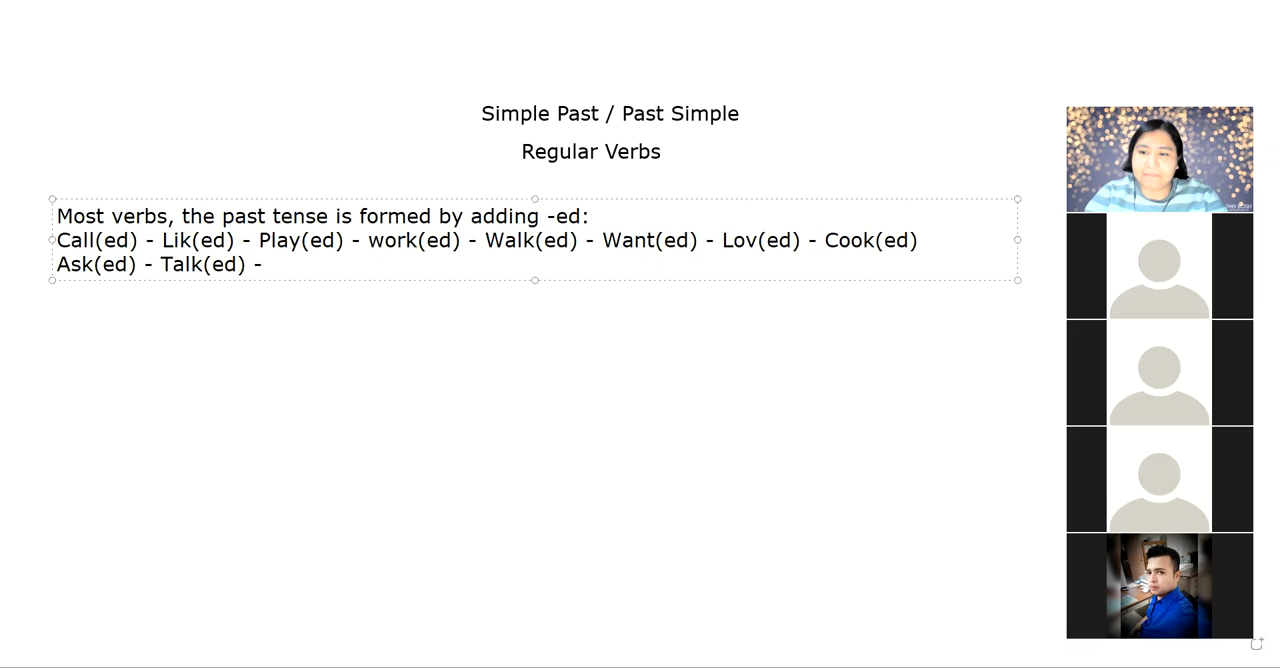 Simple Past / Past Simple
Regular Verbs
Most verbs, the past tense is formed by adding -ed:
Call(ed) - Lik(ed) - Play(ed) - work(ed) - Walk(ed) - Want(ed) - Lov(ed) - Cook(ed)
Ask(ed) - Talk(ed) -